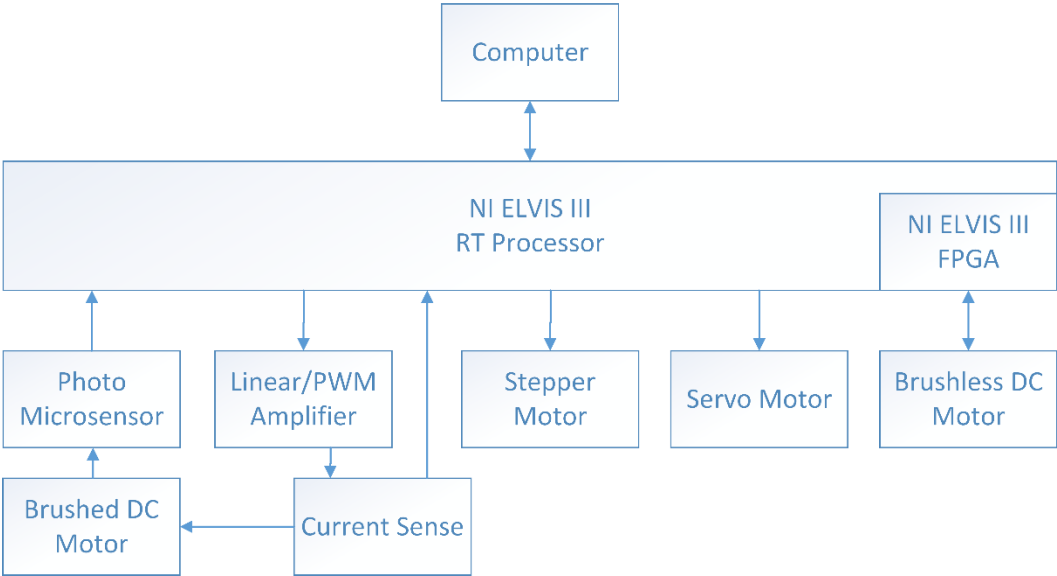 Computer
NI ELVIS III
RT Processor
NI ELVIS III
FPGA
Photo
Microsensor
Linear/PWM
Amplifier
Stepper
Motor
Servo Motor
Brushless DC
Motor
Brushed DC
Motor
Current Sense